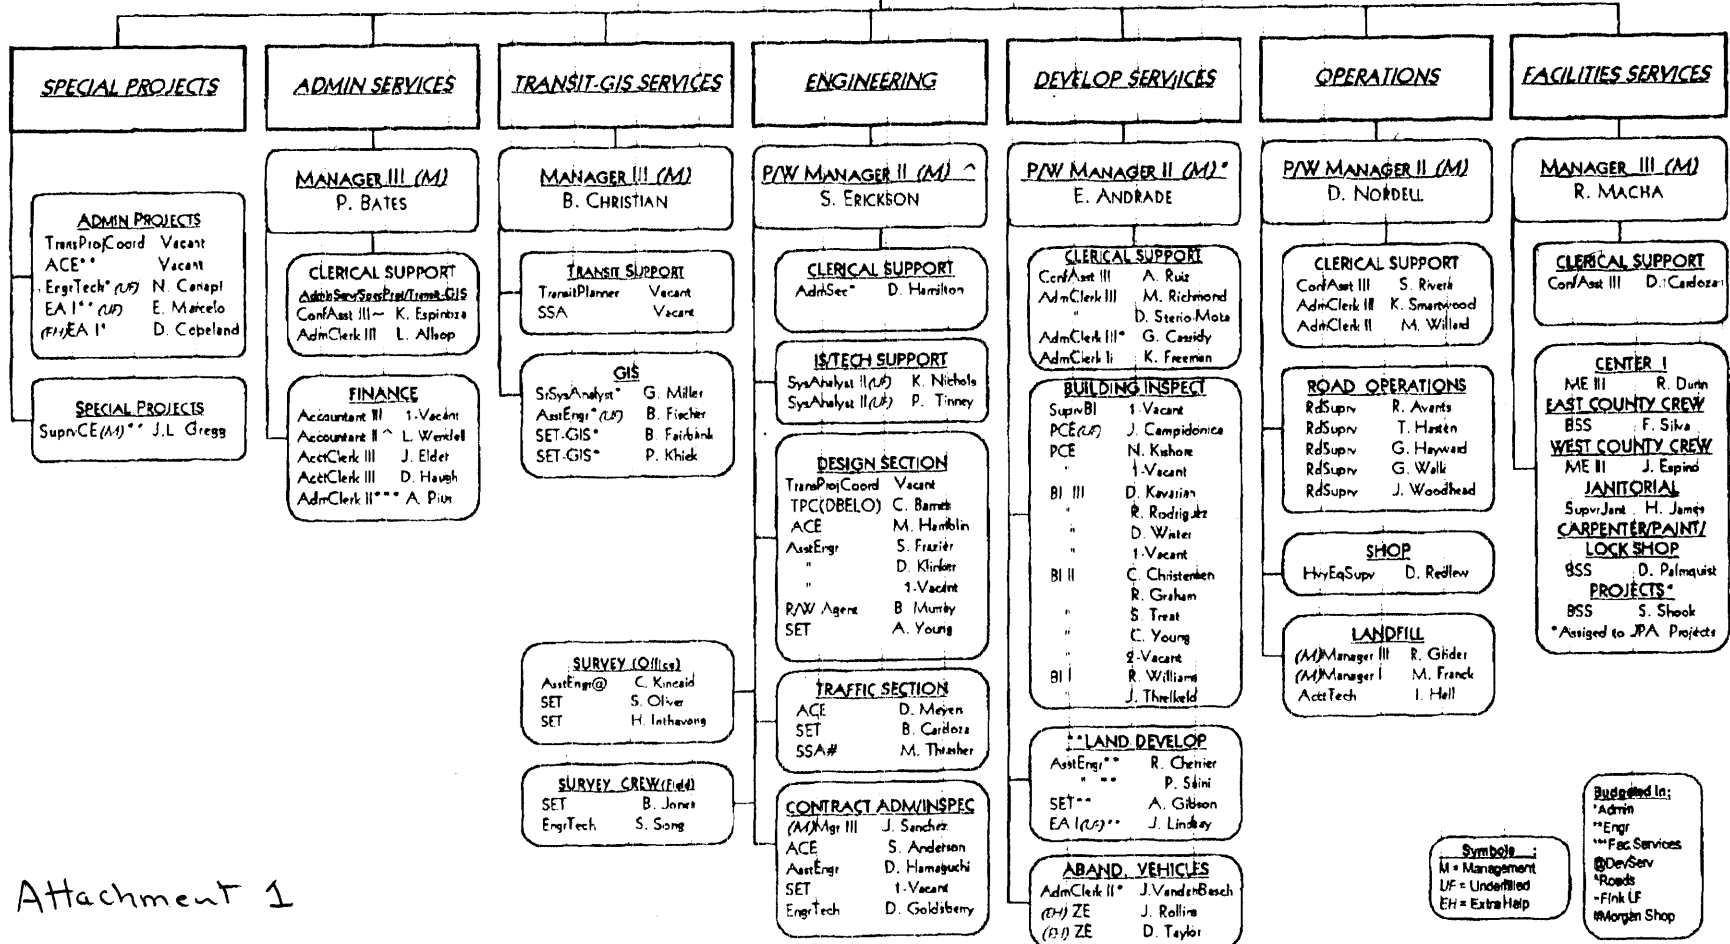 SPECIAL PROJECTS
ADMIN PROJECTS
TransProjCoord Vacant
ACE** Vacant
EngrTech* (UF) N. Canapi
EA I** (UF) E. Marcelo
(EH)EA I* D. Copeland
SPECIAL PROJECTS
SuprvCE(M)** J.L. Gregg
ADMIN SERVICES
MANAGER III (M)
P. BATES
CLERICAL SUPPORT
AdminServ/SpecProj/Transit-GIS
ConfAsst III~ K. Espinoza
AdmClerk III L. Allsop
FINANCE
Accountant III 1-Vacant
Accountant II ^ L. Wendell
AcctClerk III J. Elder
AcctClerk III D. Haugh
AdmClerk II*** A. Pius
TRANSIT-GIS SERVICES
MANAGER III (M)
B. CHRISTIAN
TRANSIT SUPPORT
TransitPlanner Vacant
SSA Vacant
GIS
SrSysAnalyst* G. Miller
AsstEngr* (UF) B. Fischer
SET-GIS* B. Fairbank
SET-GIS* P. Khiek
ENGINEERING
P/W MANAGER II (M) ^
S. ERICKSON
CLERICAL SUPPORT
AdmSec* D. Hamilton
IS/TECH SUPPORT
SysAnalyst II(UF) K. Nichols
SysAnalyst II(UF) P. Tinney
DESIGN SECTION
TransProjCoord Vacant
TPC(DBELO) C. Barnes
ACE M. Hamblin
AsstEngr S. Frazier
" D. Klinker
" 1-Vacant
R/W Agent B
SET A. Young
SURVEY (Office)
AsstEngr@ C. Kincaid
SET S. Oliver
SET H. Inthavong
TRAFFIC SECTION
ACE D. Meyen
SET B. Cardoza
SSA# M. Thrasher
SURVEY CREW(Field)
SET B. Jones
EngrTech S. Siong
CONTRACT ADM/INSPEC
(M)Mgr III J. Sanchez
ACE S. Anderson
AsstEngr D. Hamaguchi
SET 1-Vacant
EngrTech D. Goldsberry
DEVELOP SERVICES
P/W MANAGER II (M)*
E. ANDRADE
CLERICAL SUPPORT
ConfAsst III A. Ruiz
AdmClerk III M. Richmond
" D. Sterio-Mota
AdmClerk III* G. Cassidy
AdmClerk II K. Freeman
BUILDING INSPECT
SuprvBI 1-Vacant
PCE(UF) J. Campidonica
PCE N. Kishore
" 1-Vacant
BI III D. Kavarian
" R. Rodriguez
" D. Winter
" 1-Vacant
BI II C. Christensen
" R. Graham
" S. Treat
" C. Young
" 2-Vacant
BI I R. Williams
" J. Threlkeld
**LAND DEVELOP
AsstEngr** R. Cherrier
" ** P. Saini
SET** A. Gibson
EA I(UF)** J. Lindsay
ABAND. VEHICLES
AdmClerk II* J.VandenBosch
(EH) ZE J. Rollins
(EH) ZE D. Taylor
OPERATIONS
P/W MANAGER II (M)
D. NORDELL
CLERICAL SUPPORT
ConfAsst III S. Rivera
AdmClerk III K. Smartwood
AdmClerk II M. Willard
ROAD OPERATIONS
RdSuprv R. Avants
RdSuprv T. Hasten
RdSuprv G. Hayward
RdSuprv G. Walk
RdSuprv J. Woodhead
SHOP
HvyEqSupv D. Redlew
LANDFILL
(M)Manager III R. Glider
(M)Manager I M. Franck
AcctTech I. Hell
FACILITIES SERVICES
MANAGER III (M)
R. MACHA
CLERICAL SUPPORT
ConfAsst III D. Cardoza
CENTER I
ME III R. Dunn
EAST COUNTY CREW
BSS F. Silva
WEST COUNTY CREW
ME III J. Espino
JANITORIAL
SupvrJant H. James
CARPENTER/PAINT/
LOCK SHOP
BSS D. Palmquist
PROJECTS*
BSS S. Shook
*Assiged to JPA Projects
Symbols :
M = Management
UF = Underfilled
EH = Extra Help
Budgeted In:
*Admin
**Engr
***Fac.Services
@DevServ
^Roads
~Fink LF
#Morgan Shop
Attachment 1